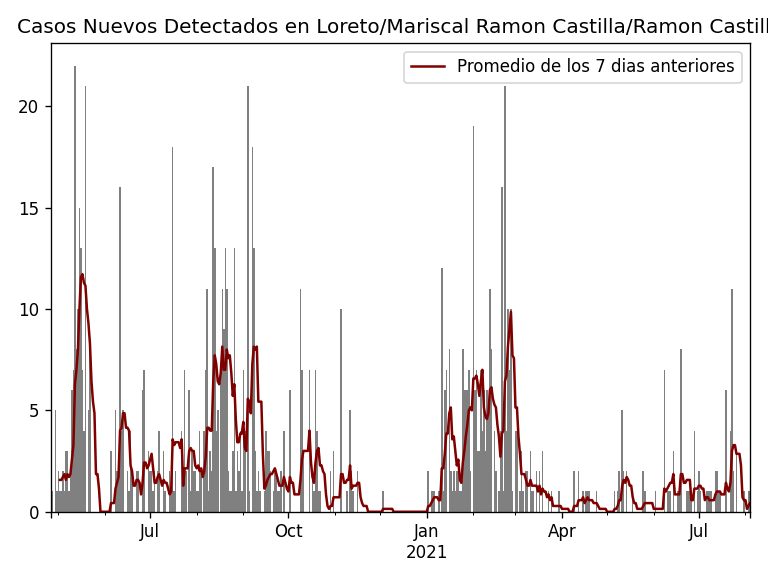 Casos Nuevos Detectados en Loreto/Mariscal Ramon Castilla/Ramon Castill
Promedio de los 7 dias anteriores
20
15
10
5
0
Jul
Oct
Jan
Apr
Jul
2021